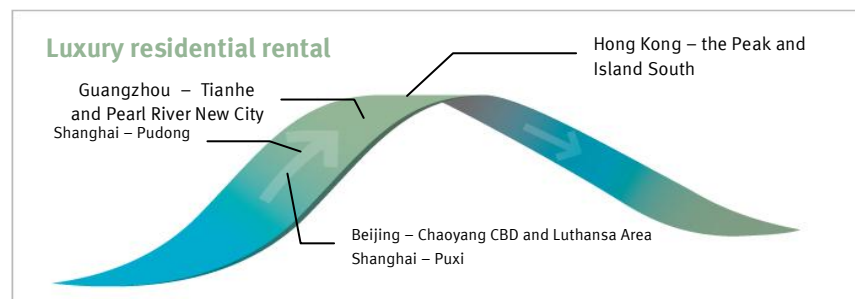 Luxury residential rental
Hong Kong – the Peak and
Island South
Guangzhou – Tianhe
and Pearl River New City
Shanghai – Pudong
Beijing – Chaoyang CBD and Luthansa Area
Shanghai – Puxi